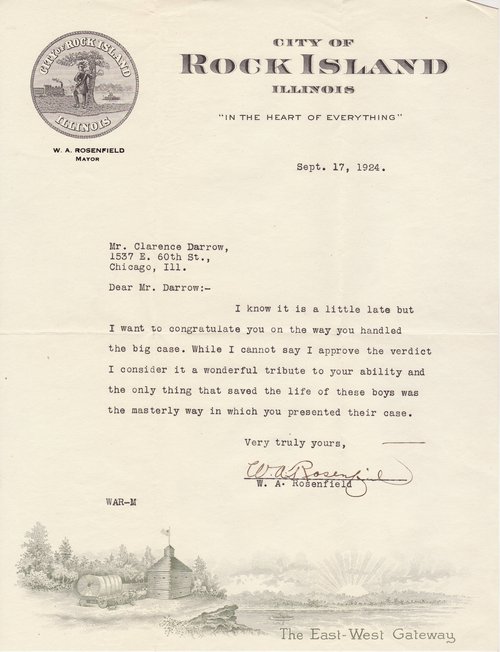 CITY OF
ROCK ISLAND
ILLINOIS
"IN THE HEART OF EVERYTHING"
CITY OF ROCK ISLAND
ILLINOIS
W. A. ROSENFIELD
MAYOR
Sept. 17, 1924.
Mr. Clarence Darrow,
1537 E. 60th St.,
Chicago, Ill.
Dear Mr. Darrow:-
I know it is a little late but
I want to congratulate you on the way you handled
the big case. While I cannot say I approve the verdict
I consider it a wonderful tribute to your ability and
the only thing that saved the life of these boys was
the masterly way in which you presented their case.
Very truly yours,
W. A. Rosenfield
W. A. Rosenfield
WAR-M
The East-West Gateway